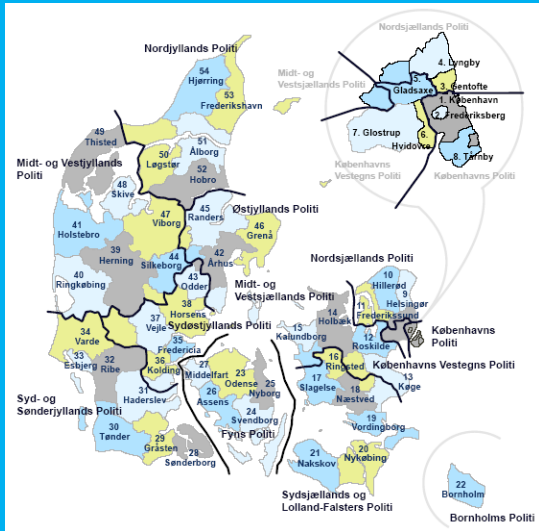 Nordjyllands Politi
54
Hjørring
53
Frederikshavn
49
Thisted
50
Løgstør
51
Ålborg
52
Hobro
Midt- og Vestjyllands
Politi
48
Skive
47
Viborg
45
Randers
Østjyllands Politi
46
Grenå
41
Holstebro
39
Herning
44
Silkeborg
42
Århus
43
Odder
40
Ringkøbing
38
Horsens
37
Vejle
Sydøstjyllands Politi
34
Varde
33
Esbjerg
32
Ribe
35
Fredericia
36
Kolding
31
Haderslev
Syd- og
Sønderjyllands Politi
30
Tønder
29
Gråsten
28
Sønderborg
27
Middelfart
23
Odense
25
Nyborg
26
Assens
24
Svendborg
Fyns Politi
Midt- og
Vestsjællands Politi
Nordsjællands Politi
10
Hillerød
9
Helsingør
11
Frederikssund
14
Holbæk
15
Kalundborg
12
Roskilde
Københavns
Politi
Københavns Vestegns Politi
16
Ringsted
17
Slagelse
18
Næstved
13
Køge
19
Vordingborg
21
Nakskov
20
Nykøbing
Sydsjællands og
Lolland-Falsters Politi
22
Bornholm
Bornholms Politi
Nordsjællands Politi
4. Lyngby
Midt- og
Vestsjællands Politi
5.
Gladsaxe
3. Gentofte
1. København
2. Frederiksberg
7. Glostrup
6.
Hvidovre
8. Tårnby
Københavns
Vestegns Politi
Københavns Politi